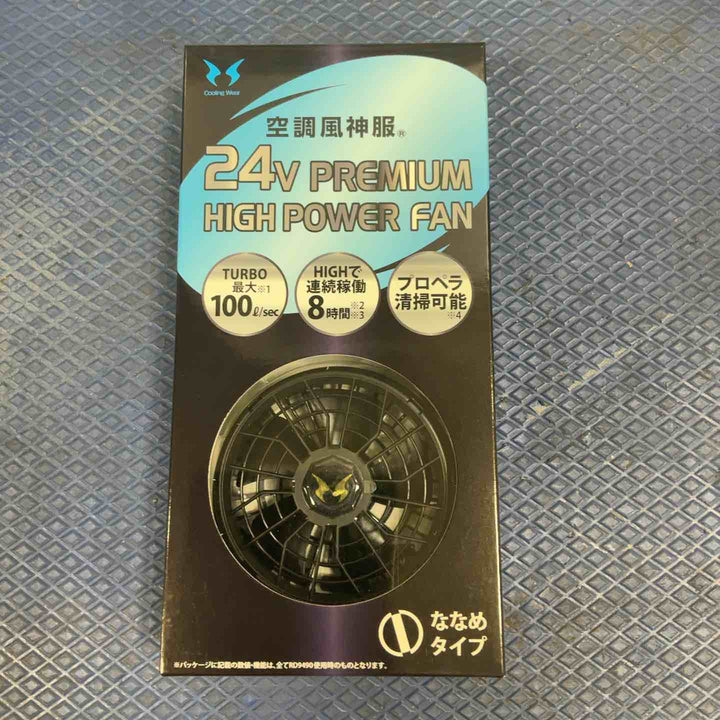 Cooling Wear
空調風神服®
24V PREMIUM
HIGH POWER FAN
TURBO
最大※1
100ℓ/sec
HIGHで
連続稼働
8時間※2
※3
プロペラ
清掃可能
※4
ななめ
タイプ
※パッケージに記載の数値・機能は、全てRD9490使用時のものとなります。